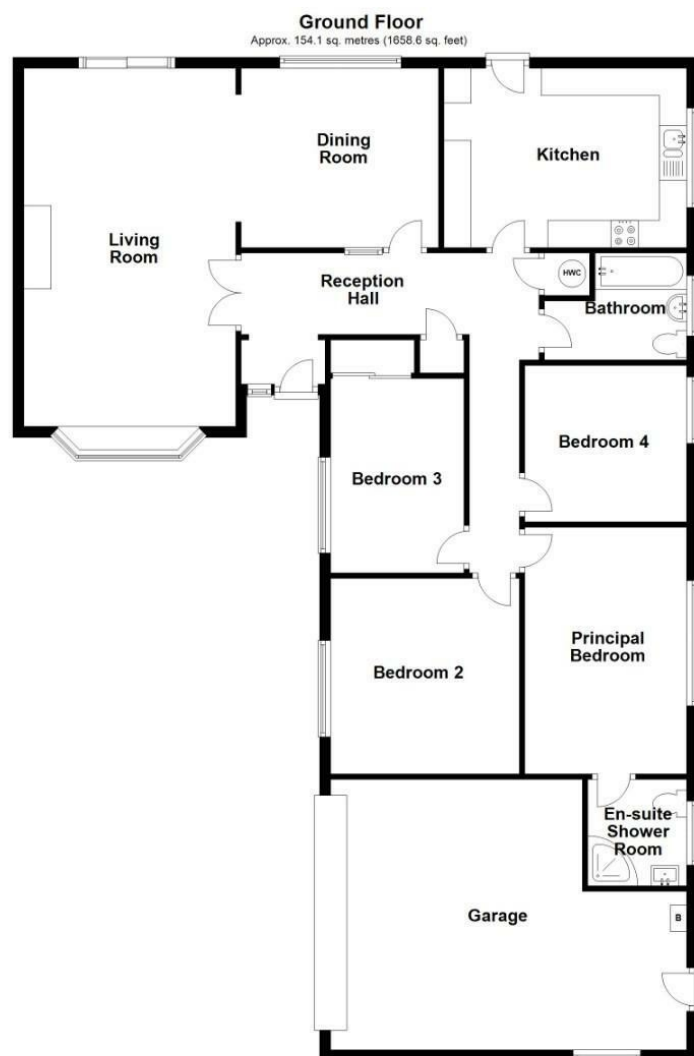 Ground Floor
Approx. 154.1 sq. metres (1658.6 sq. feet)
Dining
Room
Kitchen
Living
Room
Reception
Hall
HWC
Bathroom
Bedroom 4
Bedroom 3
Principal
Bedroom
Bedroom 2
En-suite
Shower
Room
Garage
B